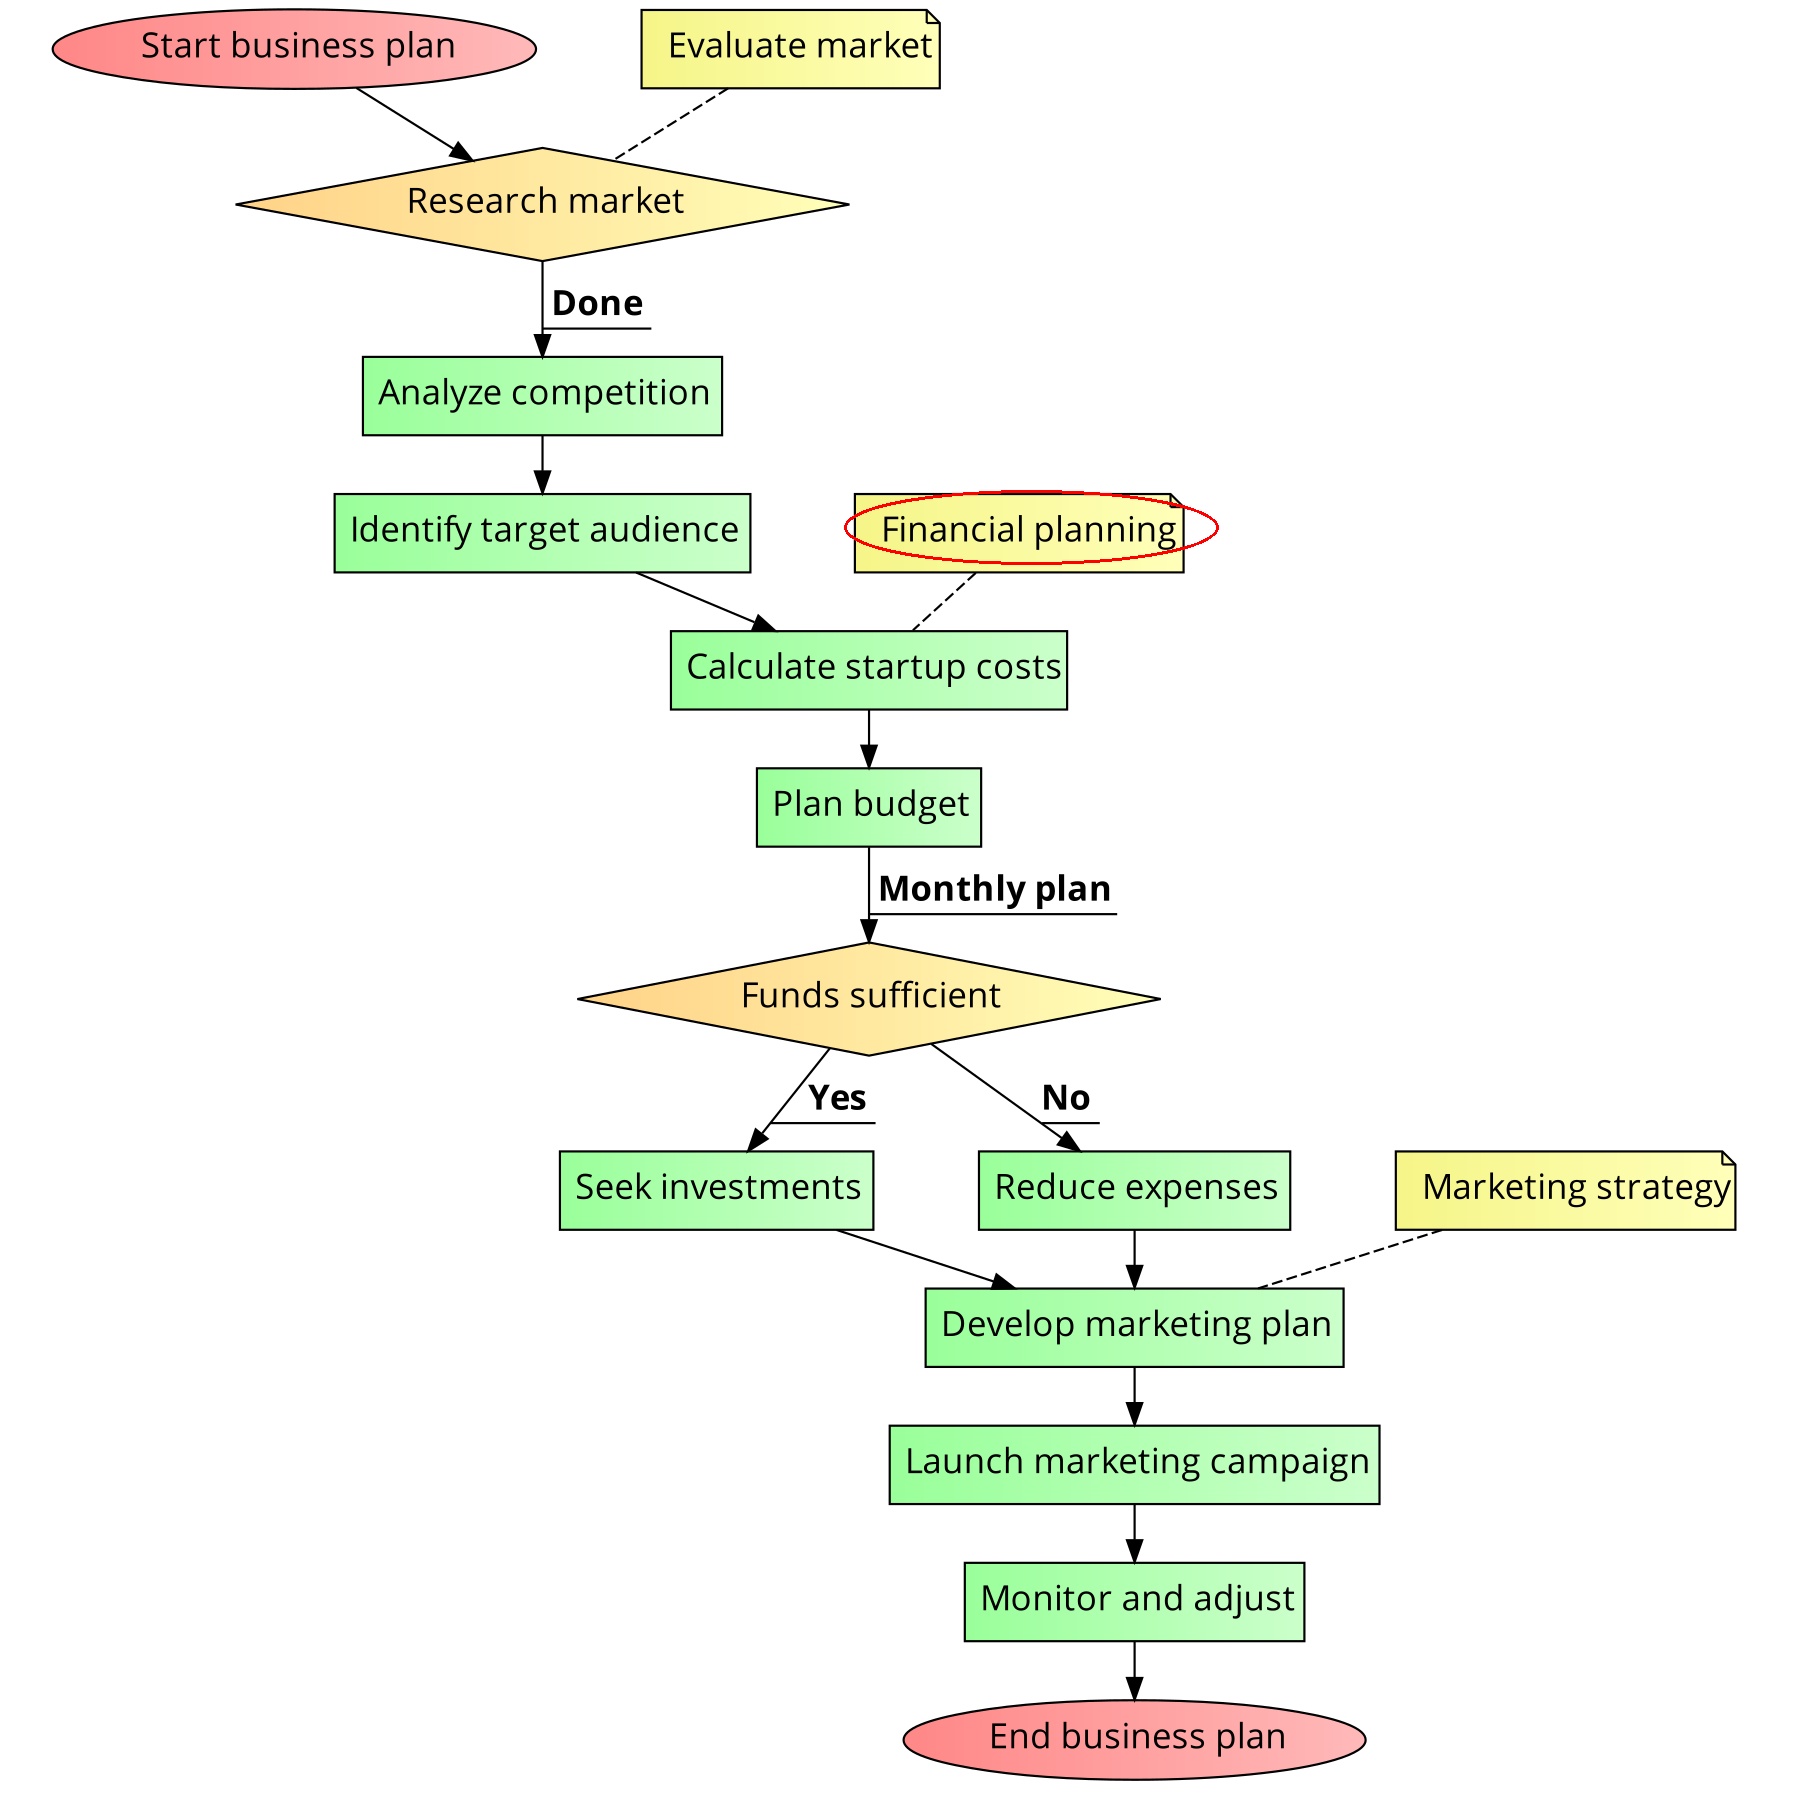 Start business plan
Evaluate market
Research market
Done
Analyze competition
Identify target audience
Financial planning
Calculate startup costs
Plan budget
Monthly plan
Funds sufficient
Yes
No
Seek investments
Reduce expenses
Marketing strategy
Develop marketing plan
Launch marketing campaign
Monitor and adjust
End business plan